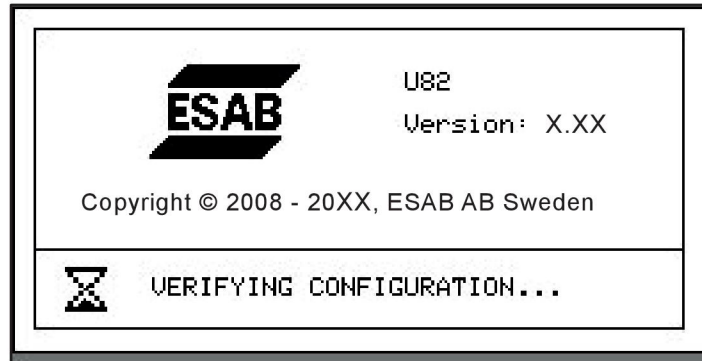 ESAB
U82
Version: X.XX
Copyright © 2008 - 20XX, ESAB AB Sweden
VERIFYING CONFIGURATION...